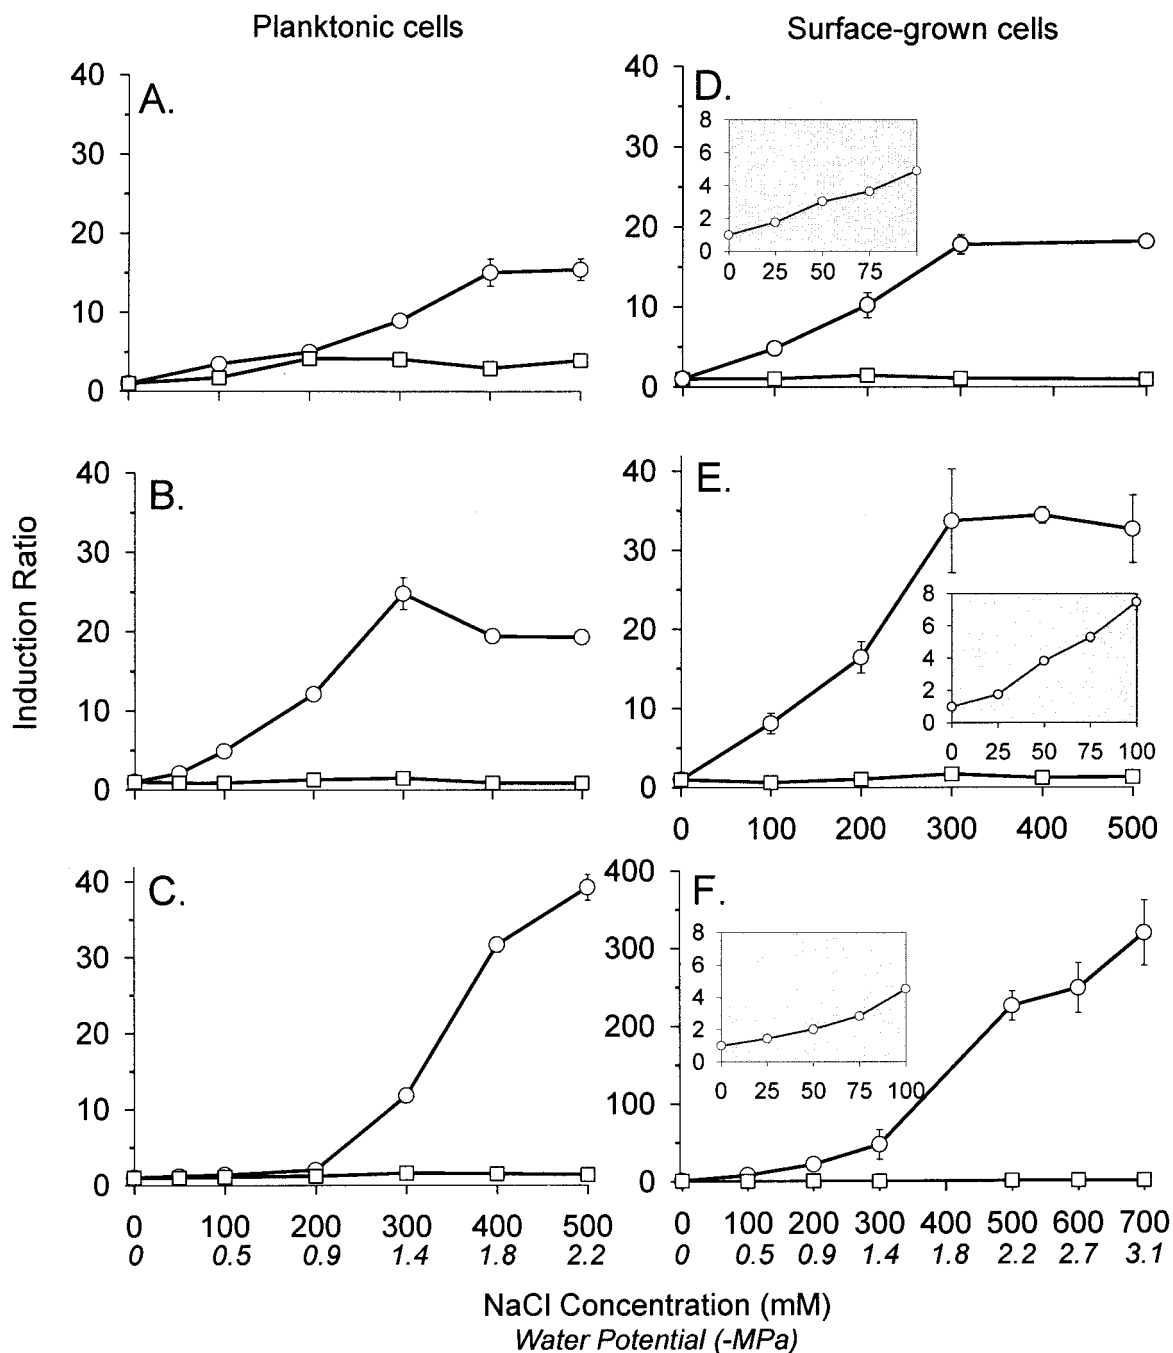 Planktonic cells
Surface-grown cells
A.
40
30
20
10
0
D.
40
30
20
10
0
8
6
4
2
0
0 25 50 75
B.
40
30
20
10
0
E.
40
30
20
10
0
8
6
4
2
0
0 25 50 75 100
0 100 200 300 400 500
Induction Ratio
C.
40
30
20
10
0
0 100 200 300 400 500
0 0.5 0.9 1.4 1.8 2.2
F.
400
300
200
100
0
8
6
4
2
0
0 25 50 75 100
0 100 200 300 400 500 600 700
0 0.5 0.9 1.4 1.8 2.2 2.7 3.1
NaCl Concentration (mM)
Water Potential (-MPa)